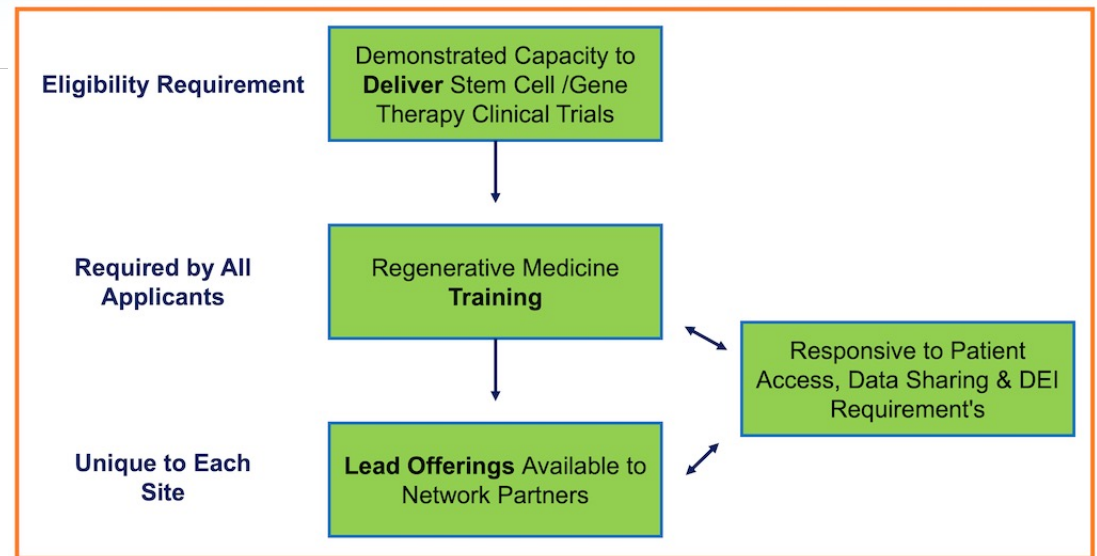 Eligibility Requirement
Demonstrated Capacity to
Deliver Stem Cell /Gene
Therapy Clinical Trials
Required by All
Applicants
Regenerative Medicine
Training
Responsive to Patient
Access, Data Sharing & DEI
Requirement's
Unique to Each
Site
Lead Offerings Available to
Network Partners